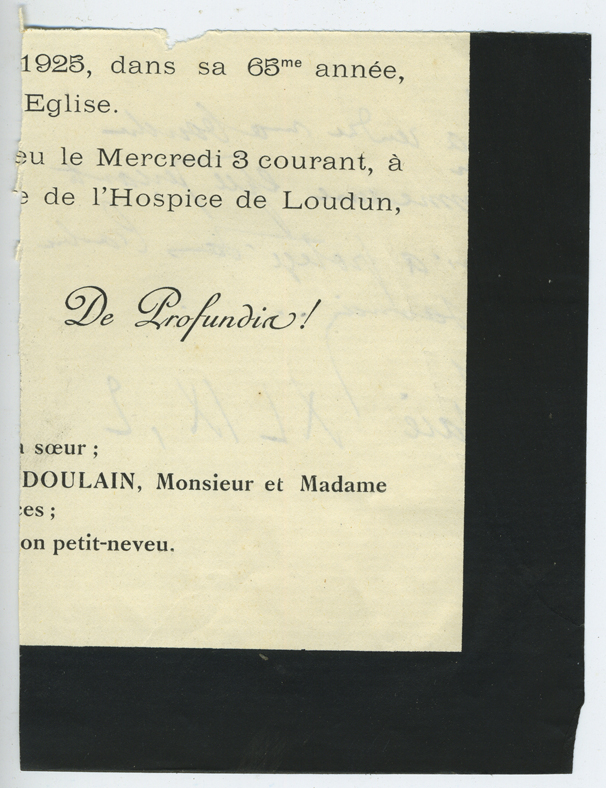 1925, dans sa 65me année,
Eglise.
eu le Mercredi 3 courant, à
e de l'Hospice de Loudun,
De Profundis!
sœur ;
DOULAIN, Monsieur et Madame
es ;
on petit-neveu.